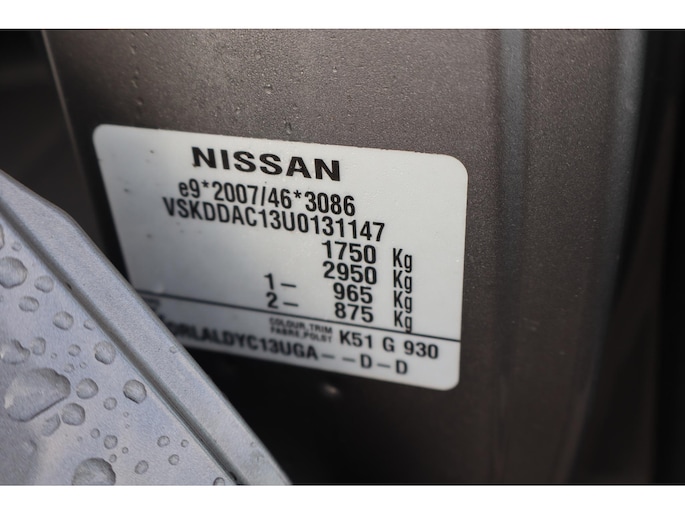 NISSAN
e9*2007/46*3086
VSKDDAC13U0131147
1750 Kg
2950 Kg
1- 965 Kg
2- 875 Kg
COLOUR,TRIM K51 G 930
DRLALDYC13UGA--D-D